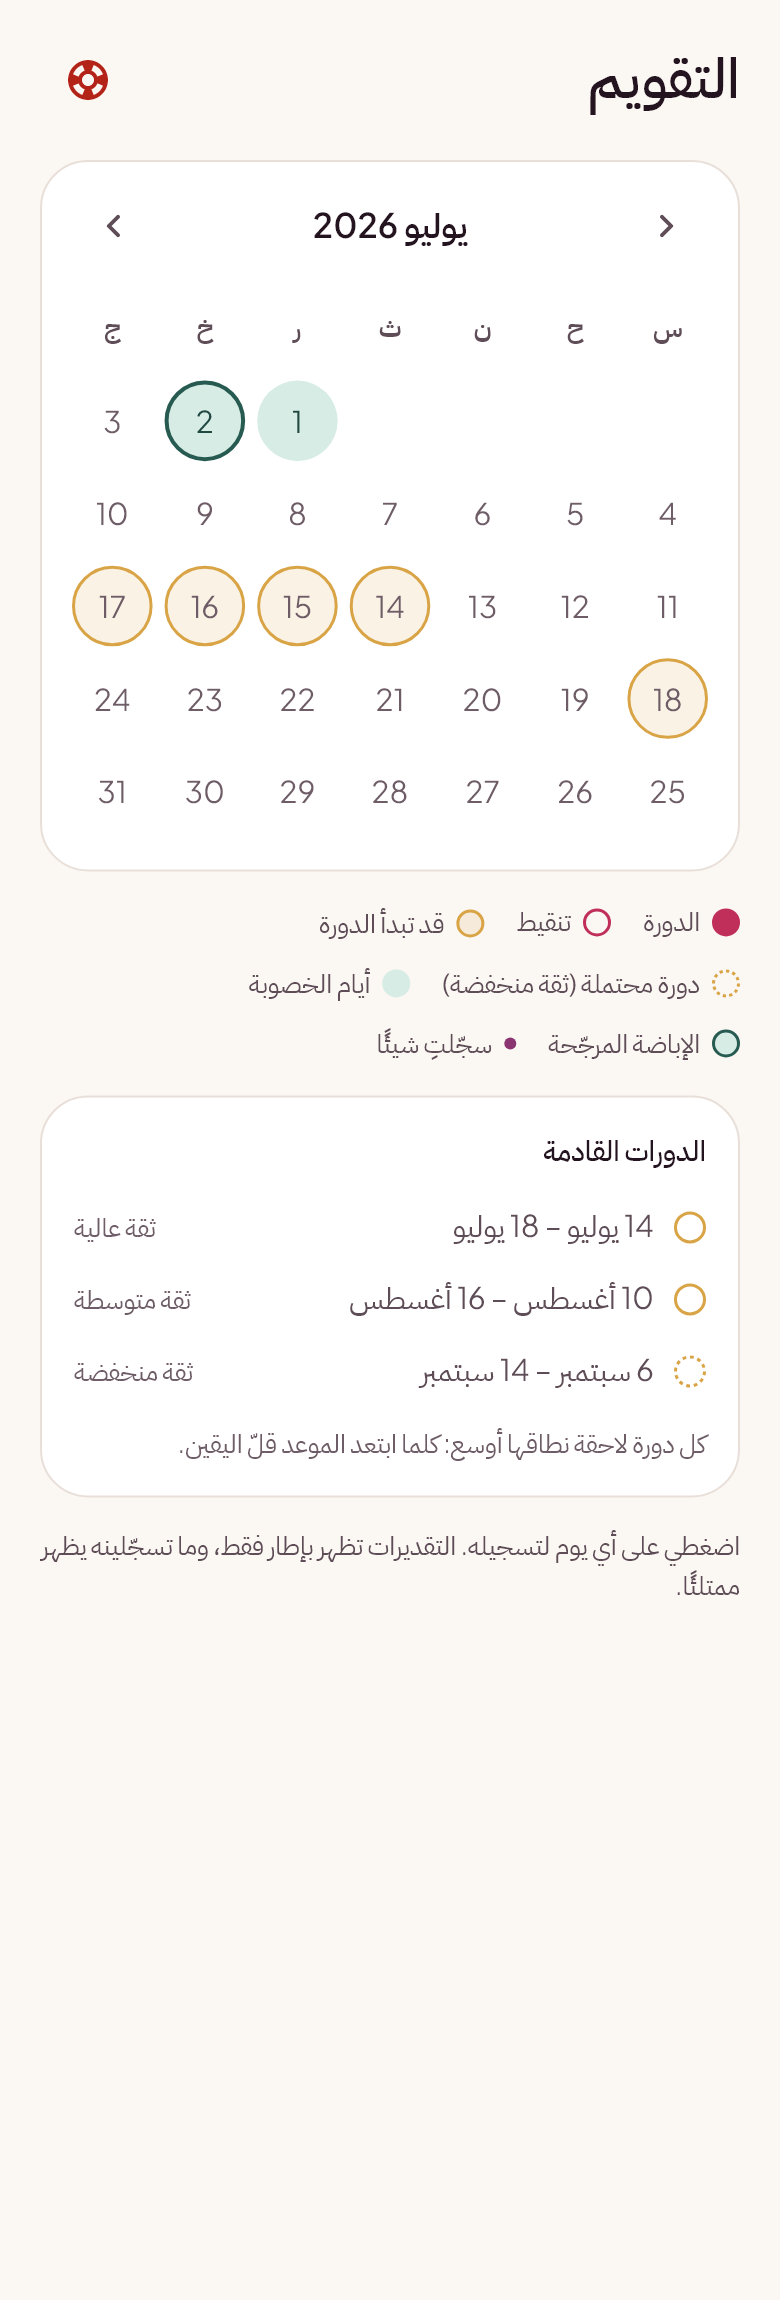 التقويم
يوليو 2026
س ح ن ث ر خ ج
1 2 3
4 5 6 7 8 9 10
11 12 13 14 15 16 17
18 19 20 21 22 23 24
25 26 27 28 29 30 31
الدورة تنقيط قد تبدأ الدورة
دورة محتملة (ثقة منخفضة) أيام الخصوبة
الإباضة المرجّحة سجّلتِ شيئًا
الدورات القادمة
14 يوليو – 18 يوليو ثقة عالية
10 أغسطس – 16 أغسطس ثقة متوسطة
6 سبتمبر – 14 سبتمبر ثقة منخفضة
كل دورة لاحقة نطاقها أوسع: كلما ابتعد الموعد قلّ اليقين.
اضغطي على أي يوم لتسجيله. التقديرات تظهر بإطار فقط، وما تسجّلينه يظهر
ممتلئًا.